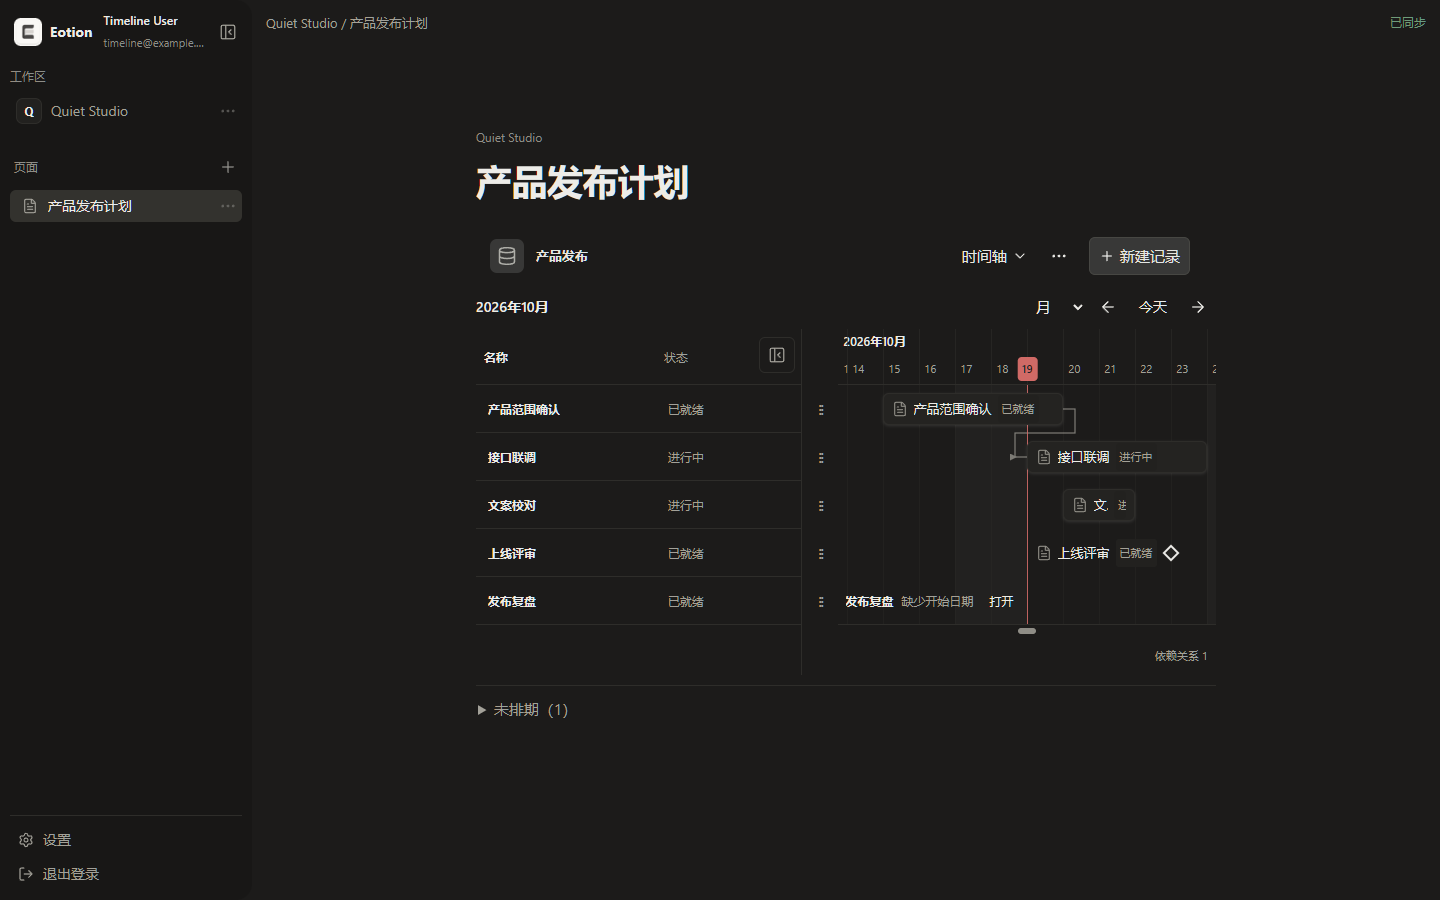 Eotion
Timeline User
timeline@example....
工作区
Q Quiet Studio
页面
产品发布计划
设置
退出登录
Quiet Studio / 产品发布计划
已同步
Quiet Studio
产品发布计划
产品发布
时间轴
新建记录
2026年10月
月
今天
名称 状态
2026年10月
14 15 16 17 18 19 20 21 22 23
产品范围确认 已就绪
产品范围确认 已就绪
接口联调 进行中
接口联调 进行中
文案校对 进行中
文.
上线评审 已就绪
上线评审 已就绪
发布复盘 已就绪
发布复盘 缺少开始日期 打开
依赖关系 1
未排期 (1)